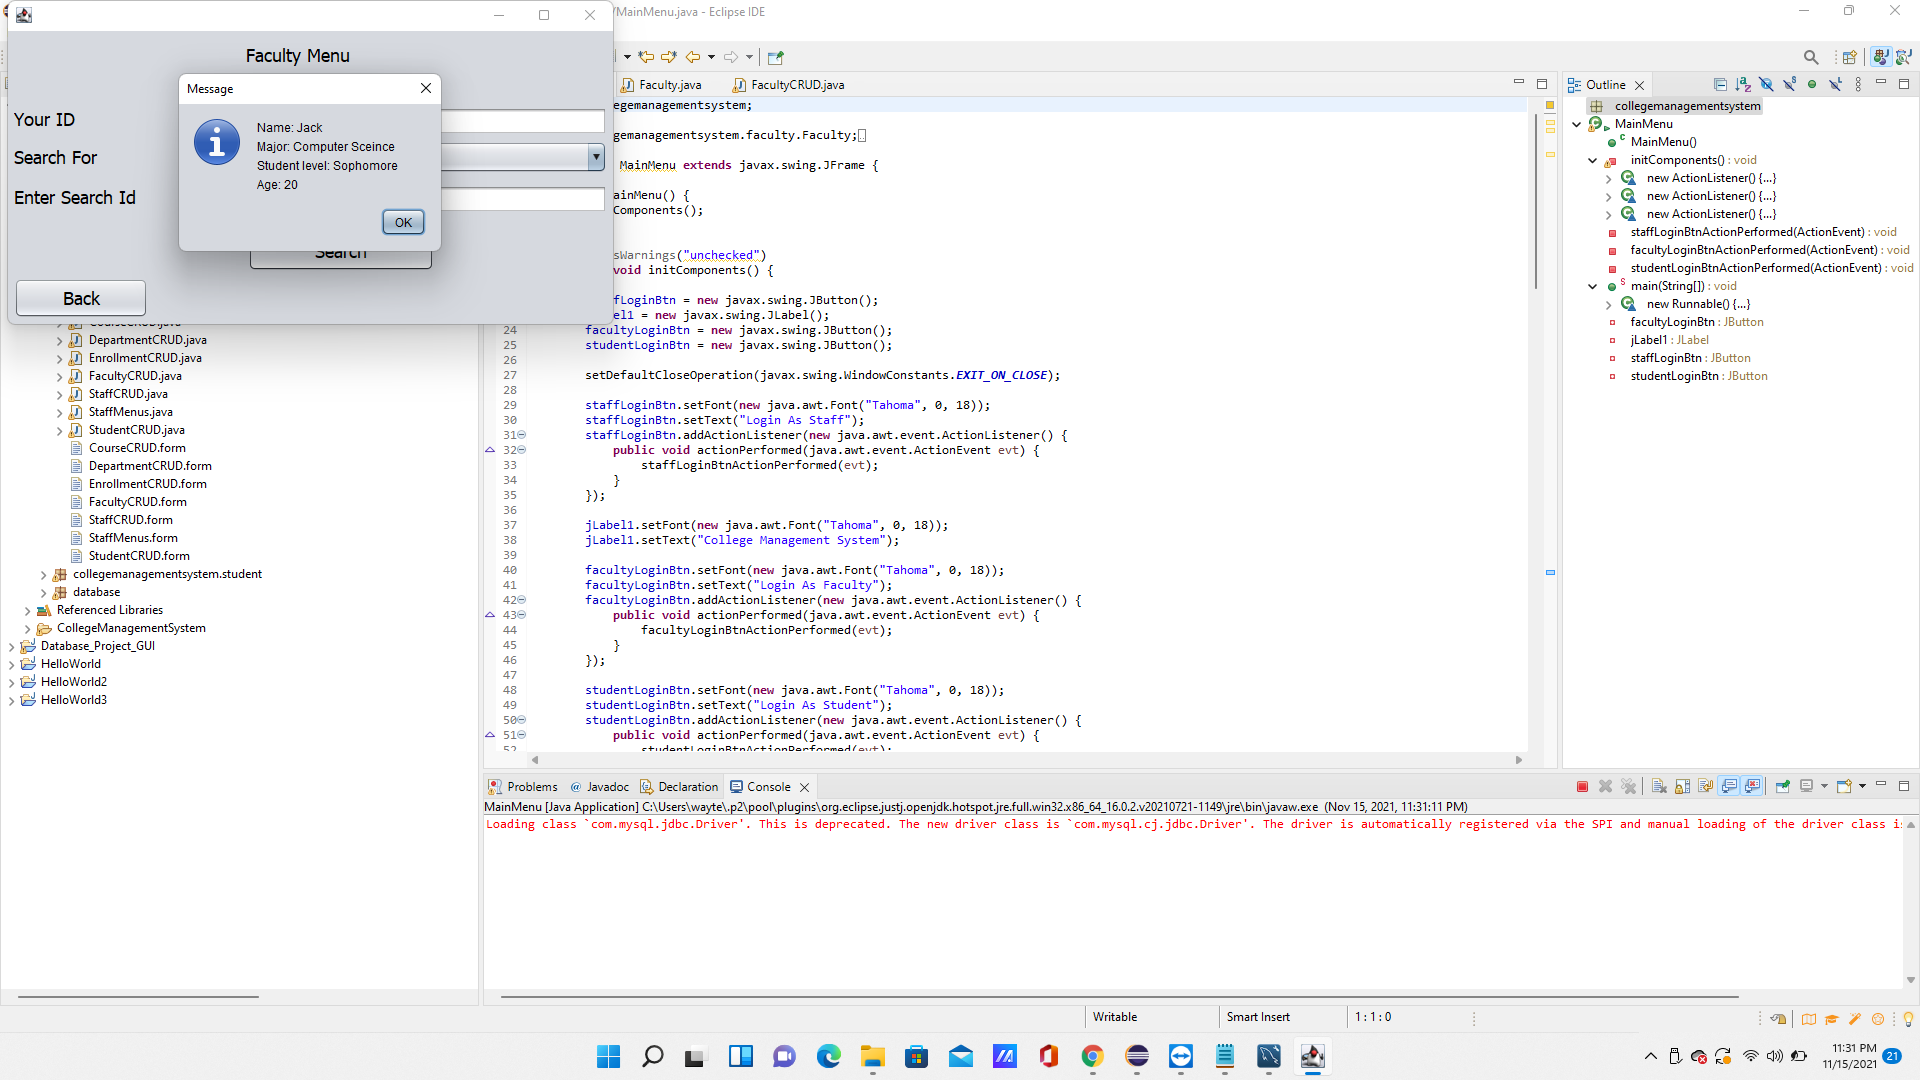 /MainMenu.java - Eclipse IDE
Faculty Menu
Message
Name: Jack
Major: Computer Sceince
Student level: Sophomore
Age: 20
OK
Your ID
Search For
Enter Search Id
Search
Back
CourseCRUD.java
DepartmentCRUD.java
EnrollmentCRUD.java
FacultyCRUD.java
StaffCRUD.java
StaffMenus.java
StudentCRUD.java
CourseCRUD.form
DepartmentCRUD.form
EnrollmentCRUD.form
FacultyCRUD.form
StaffCRUD.form
StaffMenus.form
StudentCRUD.form
collegemanagementsystem.student
database
Referenced Libraries
CollegeManagementSystem
Database_Project_GUI
HelloWorld
HelloWorld2
HelloWorld3
Faculty.java
FacultyCRUD.java
egemanagementsystem;
gemanagementsystem.faculty.Faculty;
MainMenu extends javax.swing.JFrame {
ainMenu() {
Components();
sWarnings("unchecked")
void initComponents() {
ffLoginBtn = new javax.swing.JButton();
el1 = new javax.swing.JLabel();
24 facultyLoginBtn = new javax.swing.JButton();
25 studentLoginBtn = new javax.swing.JButton();
26
27 setDefaultCloseOperation(javax.swing.WindowConstants.EXIT_ON_CLOSE);
28
29 staffLoginBtn.setFont(new java.awt.Font("Tahoma", 0, 18));
30 staffLoginBtn.setText("Login As Staff");
31 staffLoginBtn.addActionListener(new java.awt.event.ActionListener() {
32 public void actionPerformed(java.awt.event.ActionEvent evt) {
33 staffLoginBtnActionPerformed(evt);
34 }
35 });
36
37 jLabel1.setFont(new java.awt.Font("Tahoma", 0, 18));
38 jLabel1.setText("College Management System");
39
40 facultyLoginBtn.setFont(new java.awt.Font("Tahoma", 0, 18));
41 facultyLoginBtn.setText("Login As Faculty");
42 facultyLoginBtn.addActionListener(new java.awt.event.ActionListener() {
43 public void actionPerformed(java.awt.event.ActionEvent evt) {
44 facultyLoginBtnActionPerformed(evt);
45 }
46 });
47
48 studentLoginBtn.setFont(new java.awt.Font("Tahoma", 0, 18));
49 studentLoginBtn.setText("Login As Student");
50 studentLoginBtn.addActionListener(new java.awt.event.ActionListener() {
51 public void actionPerformed(java.awt.event.ActionEvent evt) {
52 studentLoginBtnActionPerformed(evt);
Outline
collegemanagementsystem
MainMenu
MainMenu()
initComponents() : void
new ActionListener() {...}
new ActionListener() {...}
new ActionListener() {...}
staffLoginBtnActionPerformed(ActionEvent) : void
facultyLoginBtnActionPerformed(ActionEvent) : void
studentLoginBtnActionPerformed(ActionEvent) : void
main(String[]) : void
new Runnable() {...}
facultyLoginBtn : JButton
jLabel1 : JLabel
staffLoginBtn : JButton
studentLoginBtn : JButton
Problems @ Javadoc Declaration Console
MainMenu [Java Application] C:\Users\wayte\.p2\pool\plugins\org.eclipse.justj.openjdk.hotspot.jre.full.win32.x86_64_16.0.2.v20210721-1149\jre\bin\javaw.exe (Nov 15, 2021, 11:31:11 PM)
Loading class `com.mysql.jdbc.Driver'. This is deprecated. The new driver class is `com.mysql.cj.jdbc.Driver'. The driver is automatically registered via the SPI and manual loading of the driver class i
Writable
Smart Insert
1 : 1 : 0
11:31 PM
11/15/2021
21